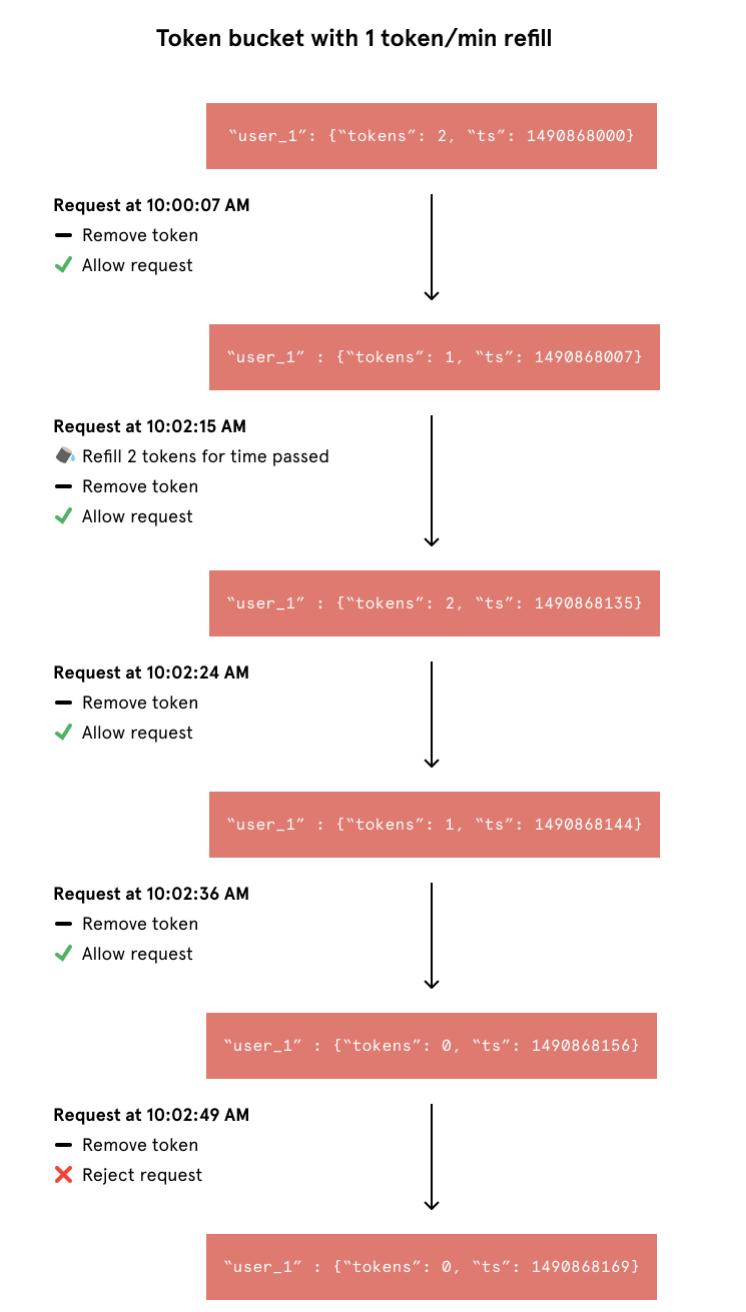 Token bucket with 1 token/min refill
“user_1”: {“tokens”: 2, “ts”: 1490868000}
Request at 10:00:07 AM
Remove token
Allow request
“user_1” : {“tokens”: 1, “ts”: 1490868007}
Request at 10:02:15 AM
Refill 2 tokens for time passed
Remove token
Allow request
“user_1” : {“tokens”: 2, “ts”: 1490868135}
Request at 10:02:24 AM
Remove token
Allow request
“user_1” : {“tokens”: 1, “ts”: 1490868144}
Request at 10:02:36 AM
Remove token
Allow request
“user_1” : {“tokens”: 0, “ts”: 1490868156}
Request at 10:02:49 AM
Remove token
Reject request
“user_1” : {“tokens”: 0, “ts”: 1490868169}